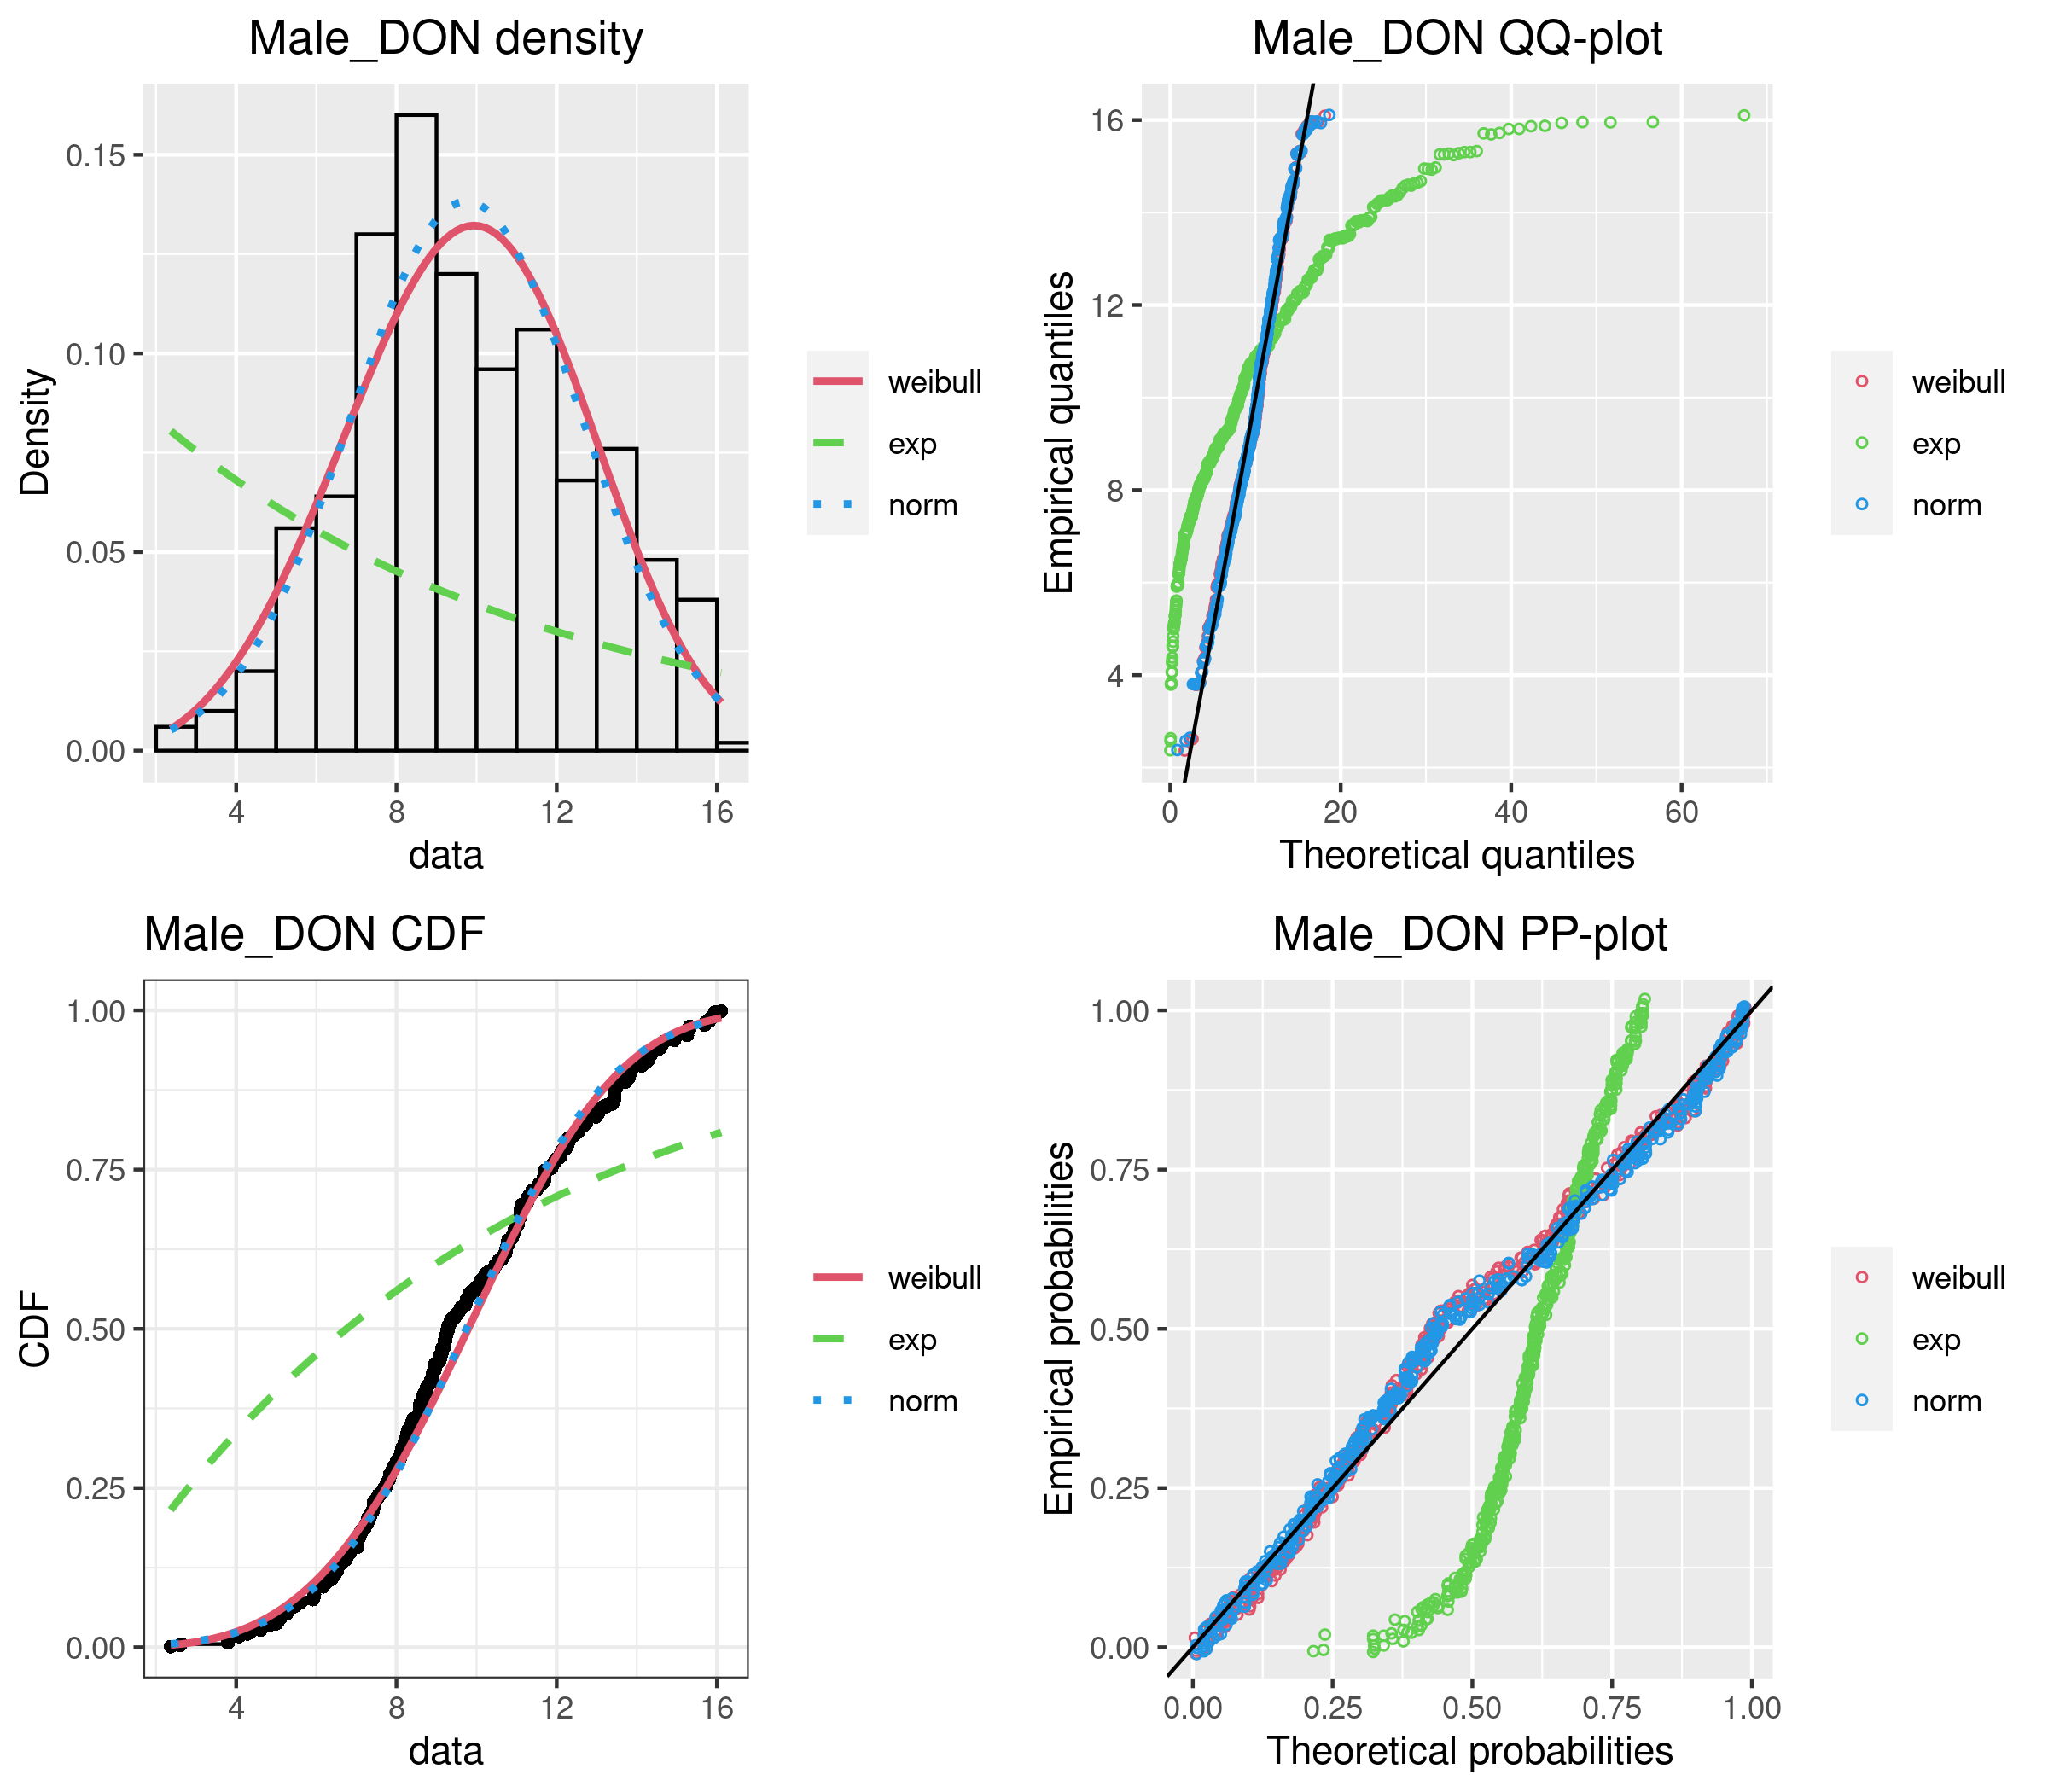 Male_DON density
0.15
0.10
0.05
0.00
Density
4 8 12 16
data
weibull
exp
norm
Male_DON QQ-plot
16
12
8
4
Empirical quantiles
0 20 40 60
Theoretical quantiles
weibull
exp
norm
Male_DON CDF
1.00
0.75
0.50
0.25
0.00
CDF
4 8 12 16
data
weibull
exp
norm
Male_DON PP-plot
1.00
0.75
0.50
0.25
0.00
Empirical probabilities
0.00 0.25 0.50 0.75 1.00
Theoretical probabilities
weibull
exp
norm